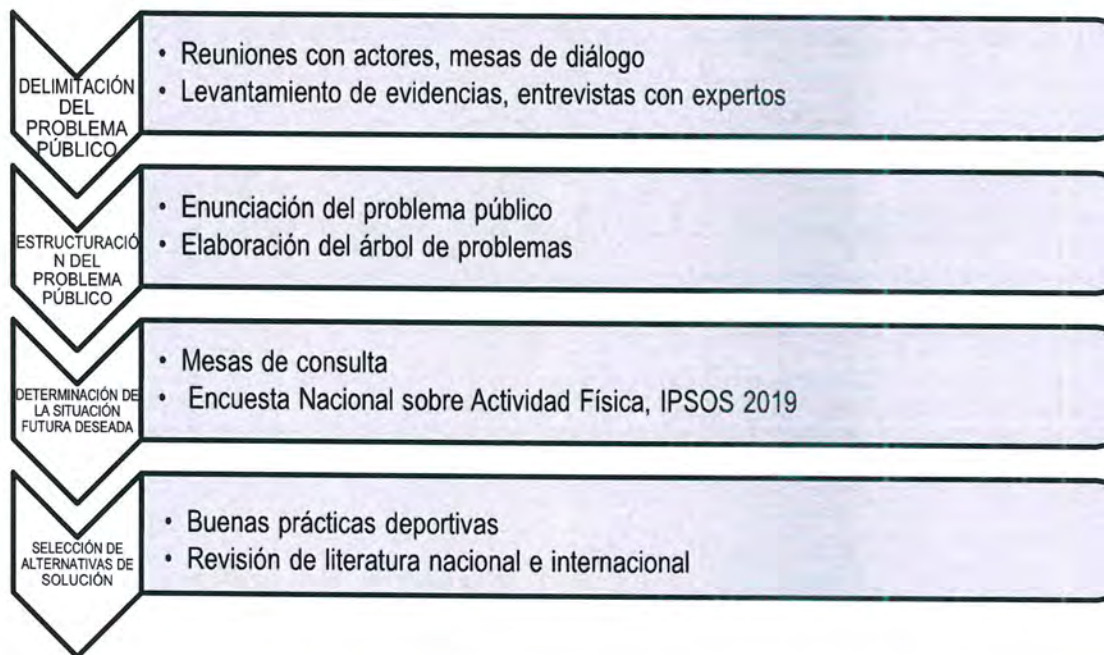 DELIMITACIÓN
DEL
PROBLEMA
PÚBLICO
• Reuniones con actores, mesas de diálogo
• Levantamiento de evidencias, entrevistas con expertos
ESTRUCTURACIÓ
N DEL
PROBLEMA
PÚBLICO
• Enunciación del problema público
• Elaboración del árbol de problemas
DETERMINACIÓN DE
LA SITUACIÓN
FUTURA DESEADA
• Mesas de consulta
• Encuesta Nacional sobre Actividad Física, IPSOS 2019
SELECCIÓN DE
ALTERNATIVAS DE
SOLUCIÓN
• Buenas prácticas deportivas
• Revisión de literatura nacional e internacional